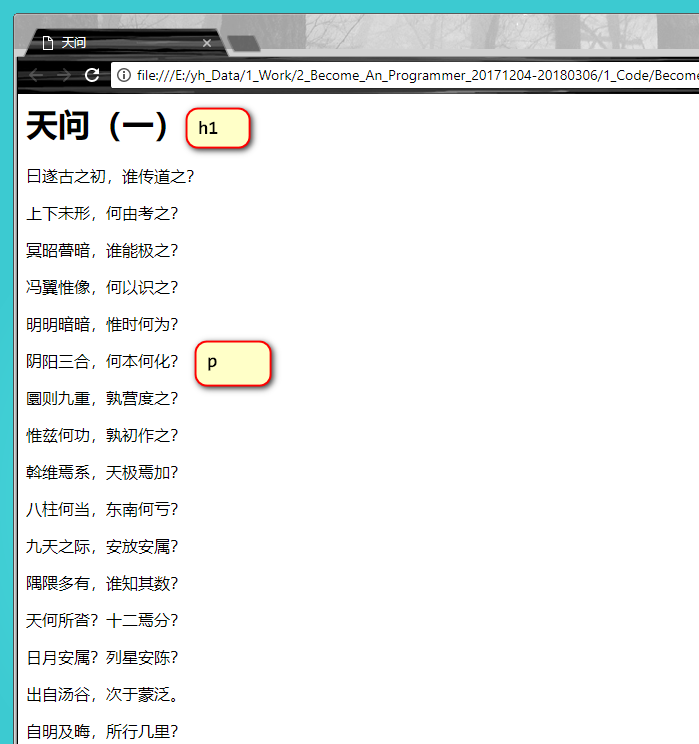 天问
file:///E:/yh_Data/1_Work/2_Become_An_Programmer_20171204-20180306/1_Code/Become
天问（一）
h1
曰遂古之初，谁传道之？
上下未形，何由考之？
冥昭瞢暗，谁能极之？
冯翼惟像，何以识之？
明明暗暗，惟时何为？
阴阳三合，何本何化？
p
圜则九重，孰营度之？
惟兹何功，孰初作之？
斡维焉系，天极焉加？
八柱何当，东南何亏？
九天之际，安放安属？
隅隈多有，谁知其数？
天何所沓？十二焉分？
日月安属？列星安陈？
出自汤谷，次于蒙泛。
自明及晦，所行几里？